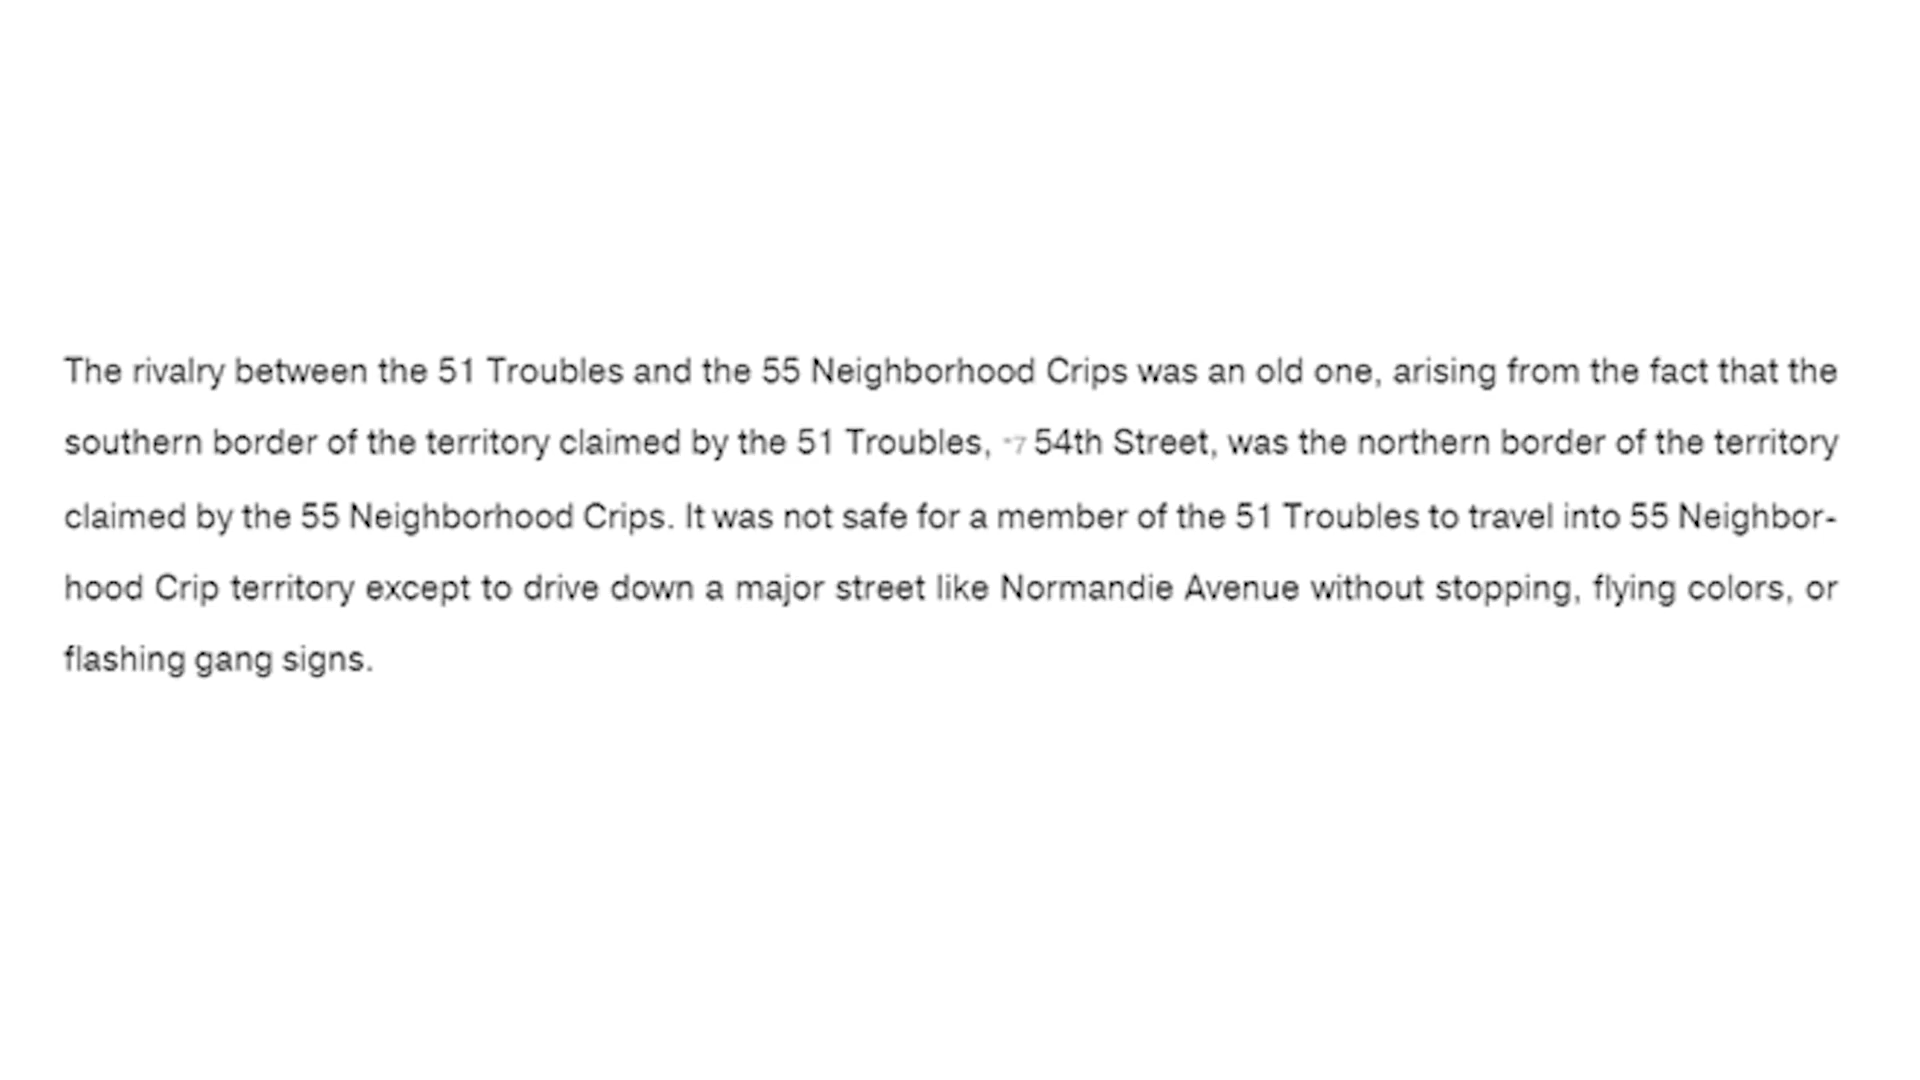 The rivalry between the 51 Troubles and the 55 Neighborhood Crips was an old one, arising from the fact that the
southern border of the territory claimed by the 51 Troubles, -7 54th Street, was the northern border of the territory
claimed by the 55 Neighborhood Crips. It was not safe for a member of the 51 Troubles to travel into 55 Neighbor-
hood Crip territory except to drive down a major street like Normandie Avenue without stopping, flying colors, or
flashing gang signs.